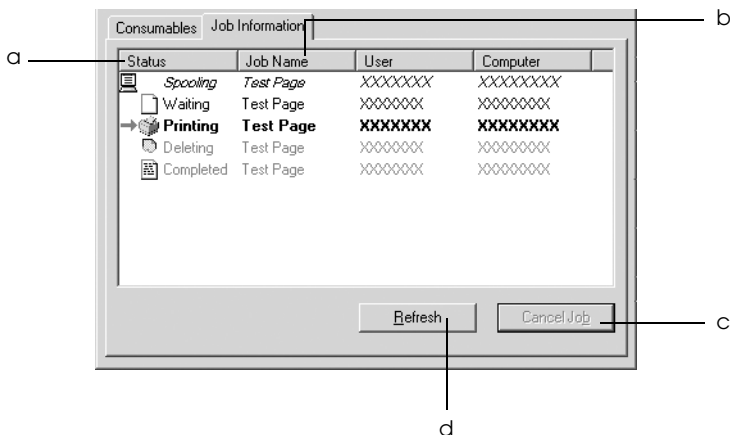 Consumables Job Information
b
a
Status Job Name User Computer
Spooling Test Page XXXXXXX XXXXXXXX
Waiting Test Page XXXXXXX XXXXXXXX
Printing Test Page XXXXXXX XXXXXXXX
Deleting Test Page XXXXXXX XXXXXXXX
Completed Test Page XXXXXXX XXXXXXXX
Refresh Cancel Job
c
d